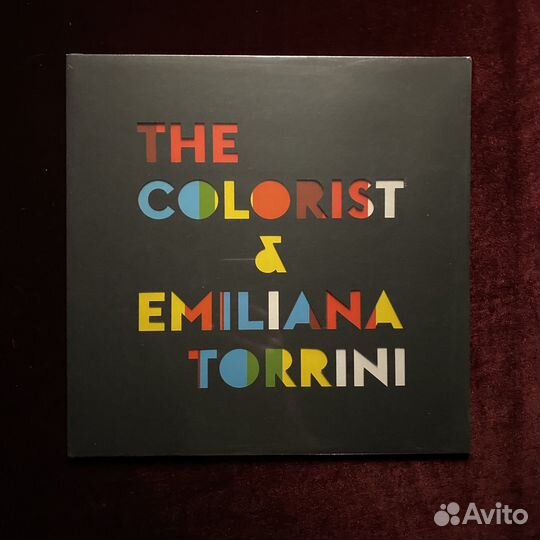 THE
COLORIST
&
EMILIANA
TORRINI
Avito